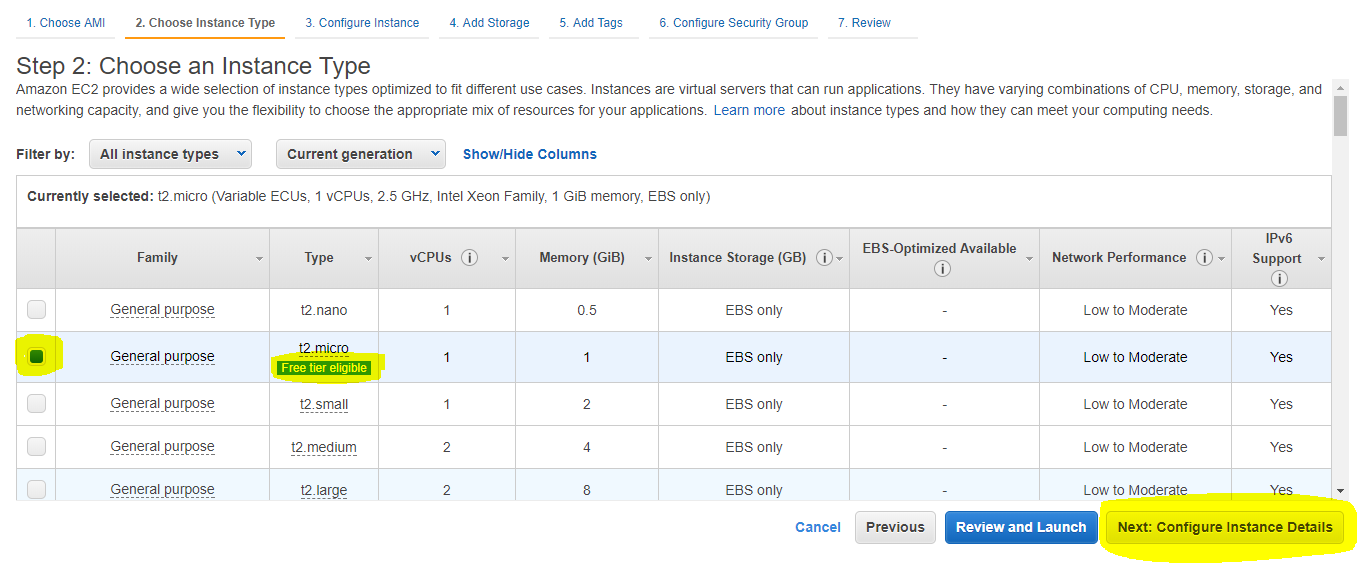 1. Choose AMI 2. Choose Instance Type 3. Configure Instance 4. Add Storage 5. Add Tags 6. Configure Security Group 7. Review
Step 2: Choose an Instance Type
Amazon EC2 provides a wide selection of instance types optimized to fit different use cases. Instances are virtual servers that can run applications. They have varying combinations of CPU, memory, storage, and
networking capacity, and give you the flexibility to choose the appropriate mix of resources for your applications. Learn more about instance types and how they can meet your computing needs.
Filter by: All instance types Current generation Show/Hide Columns
Currently selected: t2.micro (Variable ECUs, 1 vCPUs, 2.5 GHz, Intel Xeon Family, 1 GiB memory, EBS only)
Family Type vCPUs i Memory (GiB) Instance Storage (GB) i EBS-Optimized Available i Network Performance i IPv6 Support i
General purpose t2.nano 1 0.5 EBS only - Low to Moderate Yes
General purpose t2.micro 1 1 EBS only - Low to Moderate Yes
Free tier eligible
General purpose t2.small 1 2 EBS only - Low to Moderate Yes
General purpose t2.medium 2 4 EBS only - Low to Moderate Yes
General purpose t2.large 2 8 EBS only - Low to Moderate Yes
Cancel Previous Review and Launch Next: Configure Instance Details